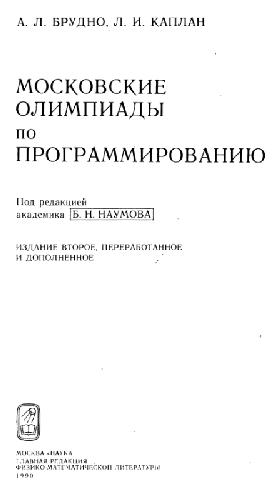 А. Л. БРУДНО, Л. И. КАПЛАН
МОСКОВСКИЕ
ОЛИМПИАДЫ
ПО
ПРОГРАММИРОВАНИЮ
Под редакцией
академика Б. Н. НАУМОВА
ИЗДАНИЕ ВТОРОЕ, ПЕРЕРАБОТАННОЕ
И ДОПОЛНЕННОЕ
МОСКВА «НАУКА»
ГЛАВНАЯ РЕДАКЦИЯ
ФИЗИКО-МАТЕМАТИЧЕСКОЙ ЛИТЕРАТУРЫ
1990